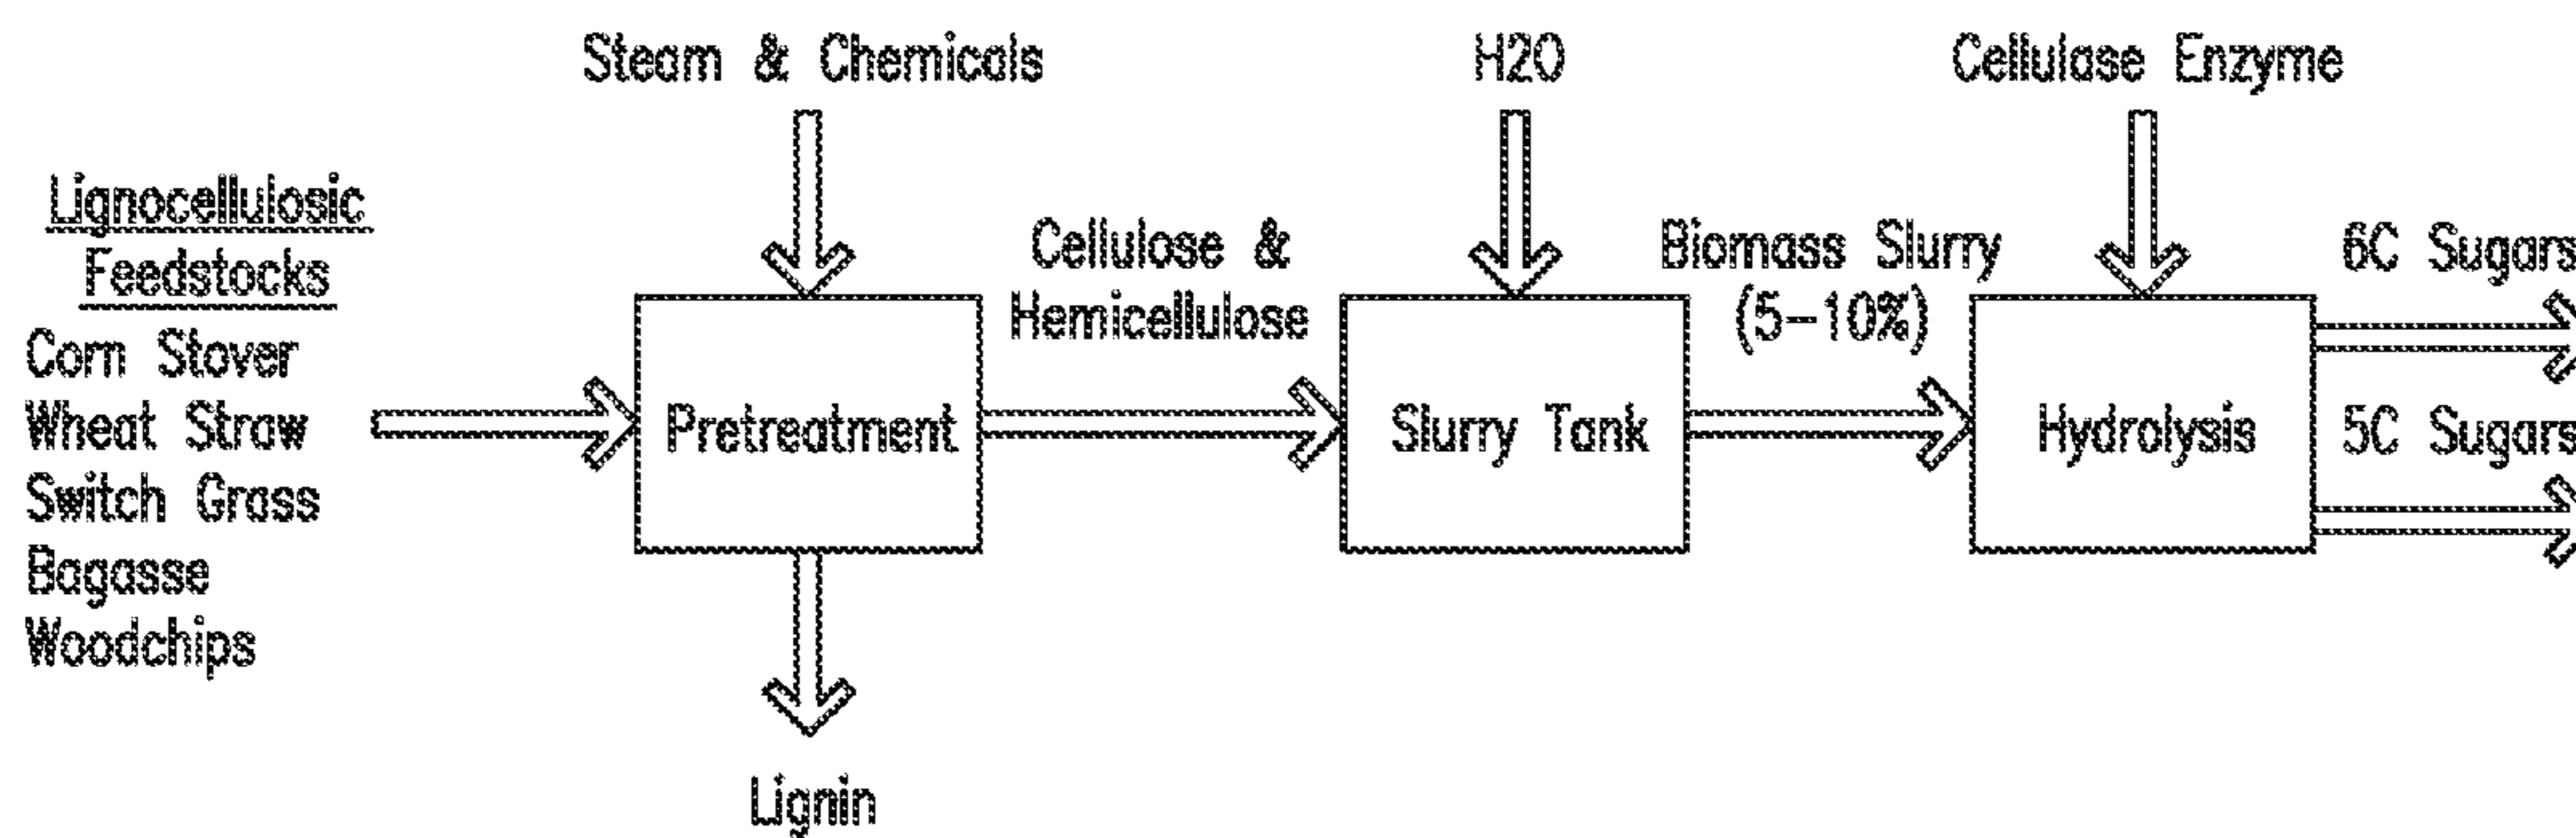 Steam & Chemicals
H2O
Cellulase Enzyme
Lignocellulosic
Feedstocks
Corn Stover
Wheat Straw
Switch Grass
Bagasse
Woodchips
Pretreatment
Lignin
Cellulose &
Hemicellulose
Slurry Tank
Biomass Slurry
(5-10%)
Hydrolysis
6C Sugars
5C Sugars